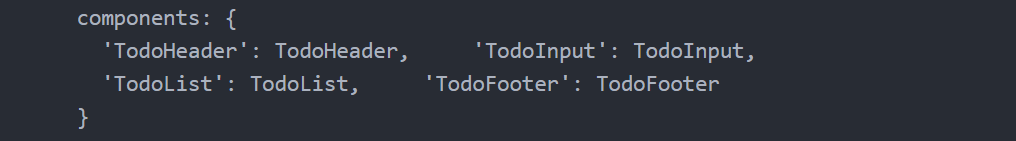 components: {
'TodoHeader': TodoHeader, 'TodoInput': TodoInput,
'TodoList': TodoList, 'TodoFooter': TodoFooter
}